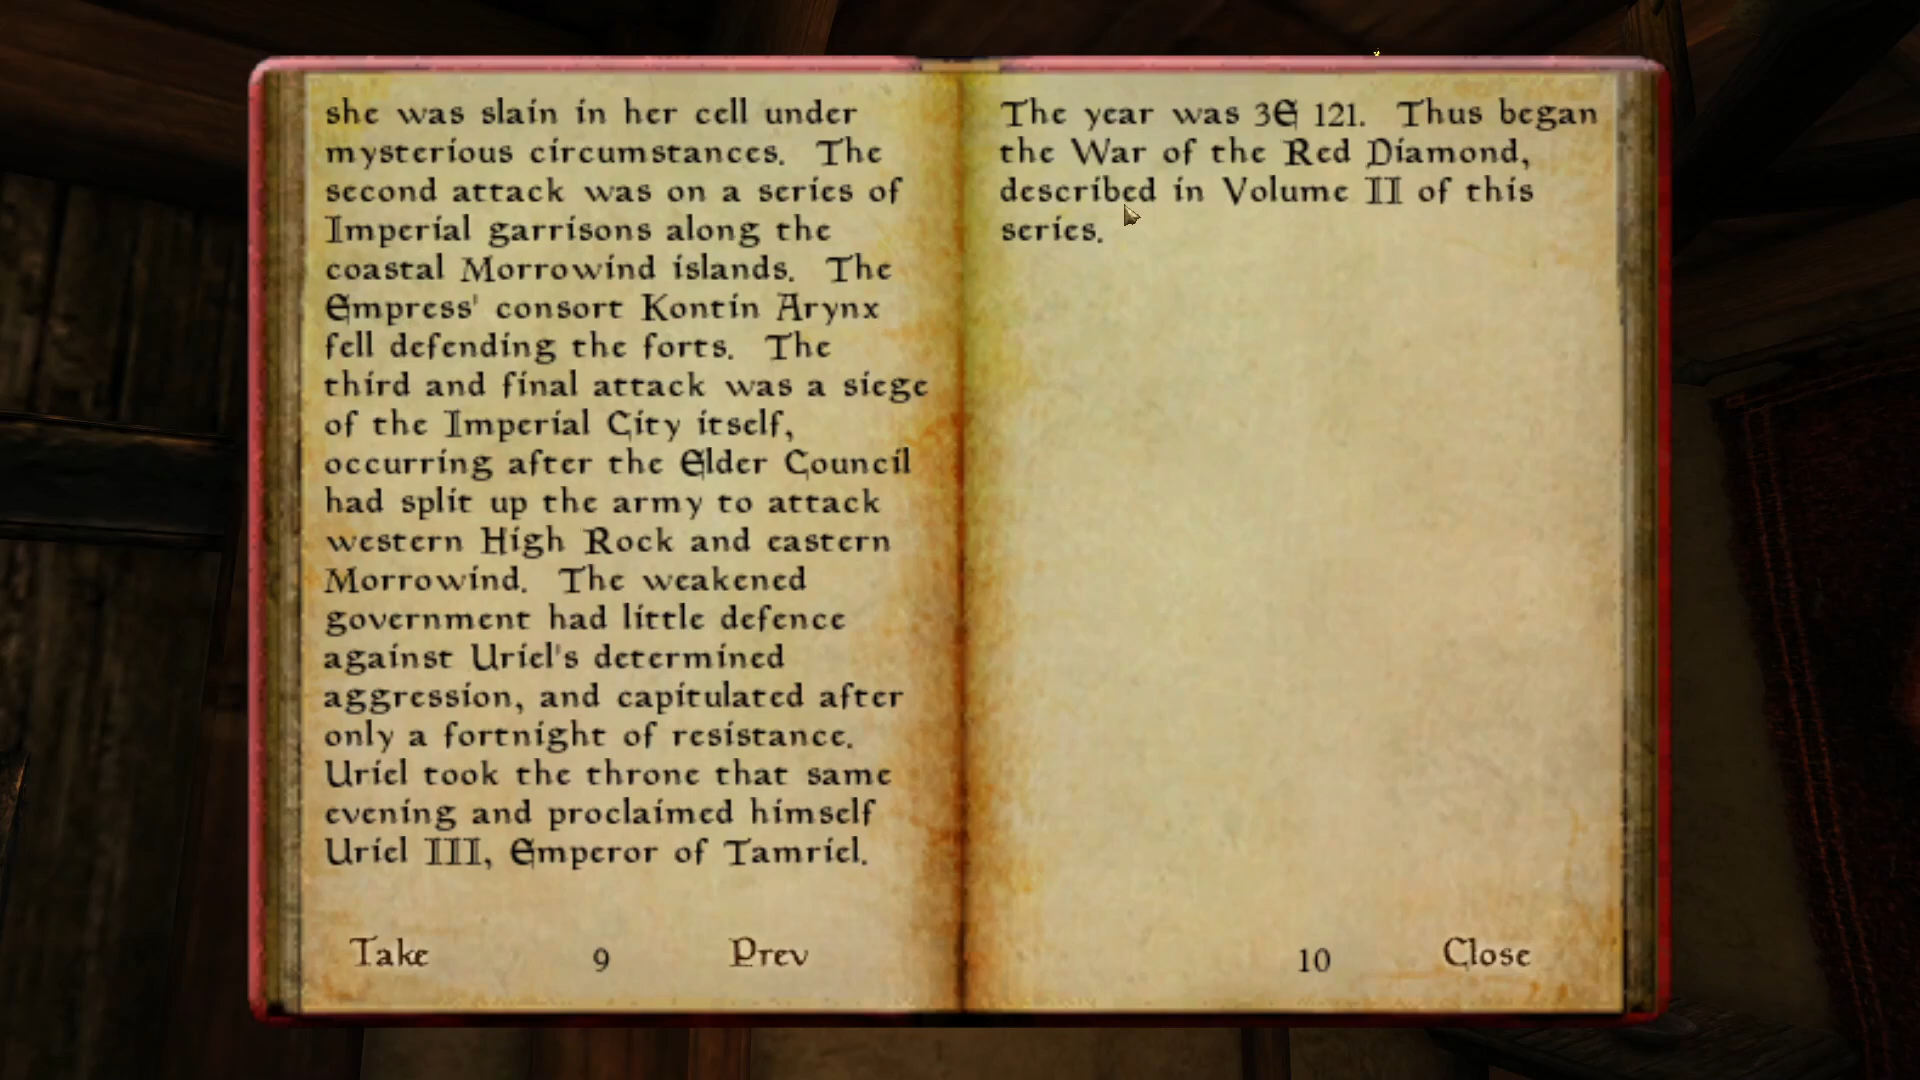 she was slain in her cell under
mysterious circumstances.  The
second attack was on a series of
Imperial garrisons along the
coastal Morrowind islands.  The
Empress' consort Kontin Arynx
fell defending the forts.  The
third and final attack was a siege
of the Imperial City itself,
occurring after the Elder Council
had split up the army to attack
western High Rock and eastern
Morrowind.  The weakened
government had little defence
against Uriel's determined
aggression, and capitulated after
only a fortnight of resistance.
Uriel took the throne that same
evening and proclaimed himself
Uriel III, Emperor of Tamriel.
Take
9
Prev
The year was 3E 121.  Thus began
the War of the Red Diamond,
described in Volume II of this
series.
10
Close